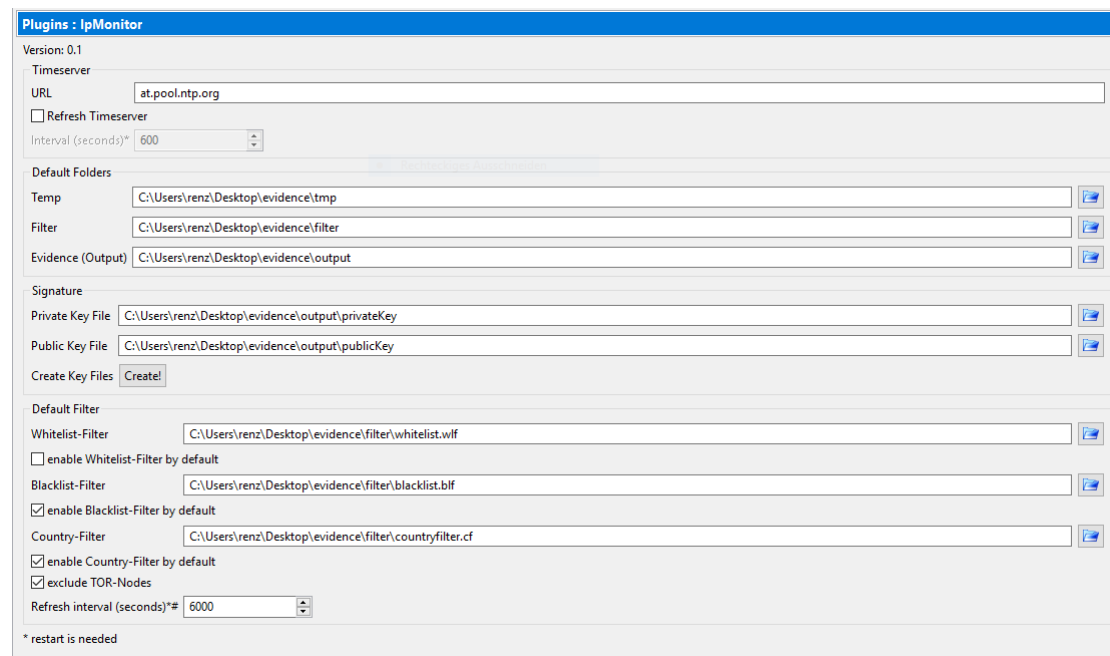 Plugins : IpMonitor
Version: 0.1
Timeserver
URL at.pool.ntp.org
Refresh Timeserver
Interval (seconds)* 600
Default Folders
Temp C:\Users\renz\Desktop\evidence\tmp
Filter C:\Users\renz\Desktop\evidence\filter
Evidence (Output) C:\Users\renz\Desktop\evidence\output
Signature
Private Key File C:\Users\renz\Desktop\evidence\output\privateKey
Public Key File C:\Users\renz\Desktop\evidence\output\publicKey
Create Key Files Create!
Default Filter
Whitelist-Filter C:\Users\renz\Desktop\evidence\filter\whitelist.wlf
enable Whitelist-Filter by default
Blacklist-Filter C:\Users\renz\Desktop\evidence\filter\blacklist.blf
enable Blacklist-Filter by default
Country-Filter C:\Users\renz\Desktop\evidence\filter\countryfilter.cf
enable Country-Filter by default
exclude TOR-Nodes
Refresh interval (seconds)*# 6000
* restart is needed